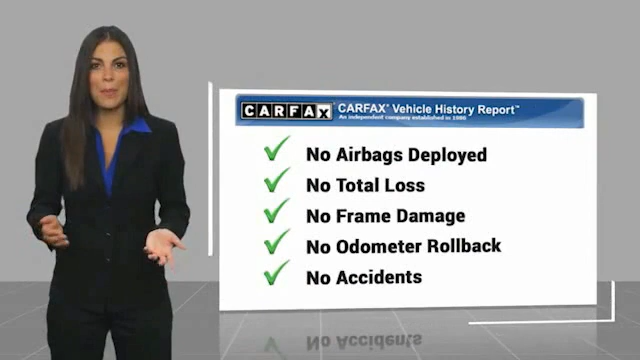 CARFAX CARFAX® Vehicle History Report™
An independent company established in 1986
No Airbags Deployed
No Total Loss
No Frame Damage
No Odometer Rollback
No Accidents